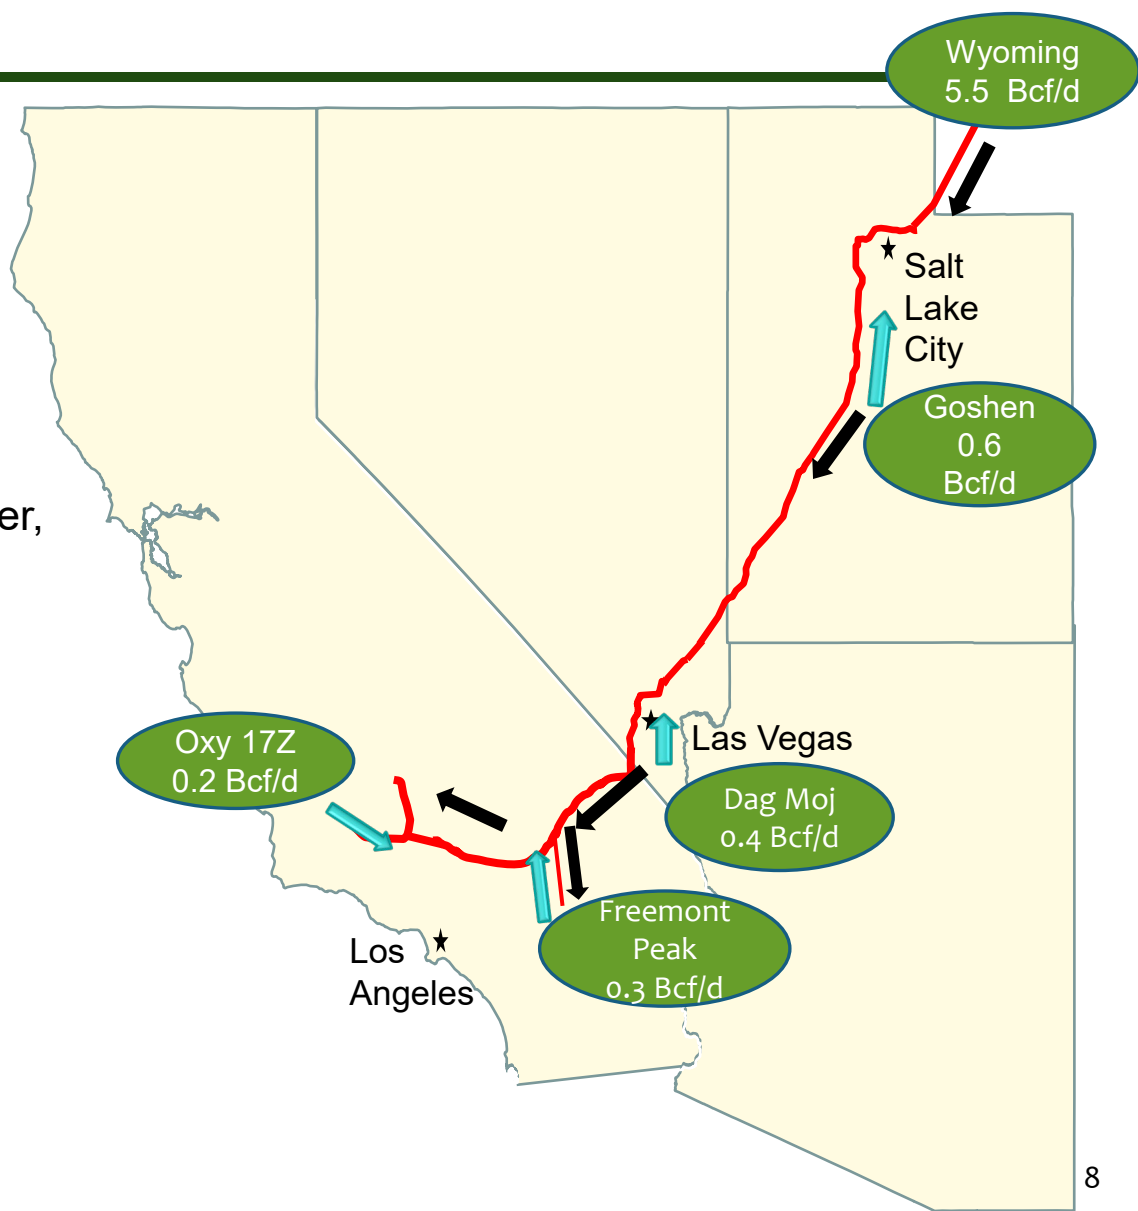 Wyoming
5.5 Bcf/d
Salt
Lake
City
Goshen
0.6
Bcf/d
er,
Las Vegas
Oxy 17Z
0.2 Bcf/d
Dag Moj
0.4 Bcf/d
Freemont
Peak
0.3 Bcf/d
Los
Angeles
8